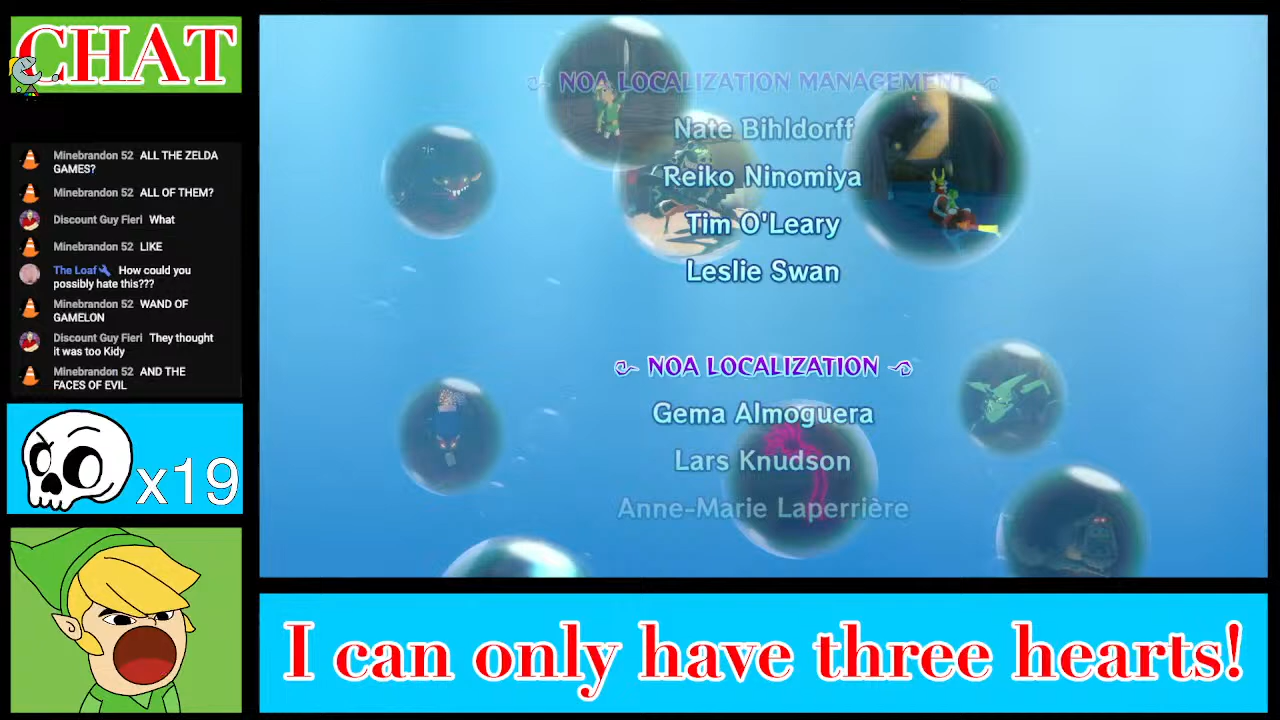 CHAT
Minebrandon 52 ALL THE ZELDA
GAMES?
Minebrandon 52 ALL OF THEM?
Discount Guy Fieri What
Minebrandon 52 LIKE
The Loaf How could you
possibly hate this???
Minebrandon 52 WAND OF
GAMELON
Discount Guy Fieri They thought
it was too Kidy
Minebrandon 52 AND THE
FACES OF EVIL
x19
NOA LOCALIZATION MANAGEMENT
Nate Bihldorff
Reiko Ninomiya
Tim O'Leary
Leslie Swan
NOA LOCALIZATION
Gema Almoguera
Lars Knudson
Anne-Marie Laperrière
I can only have three hearts!